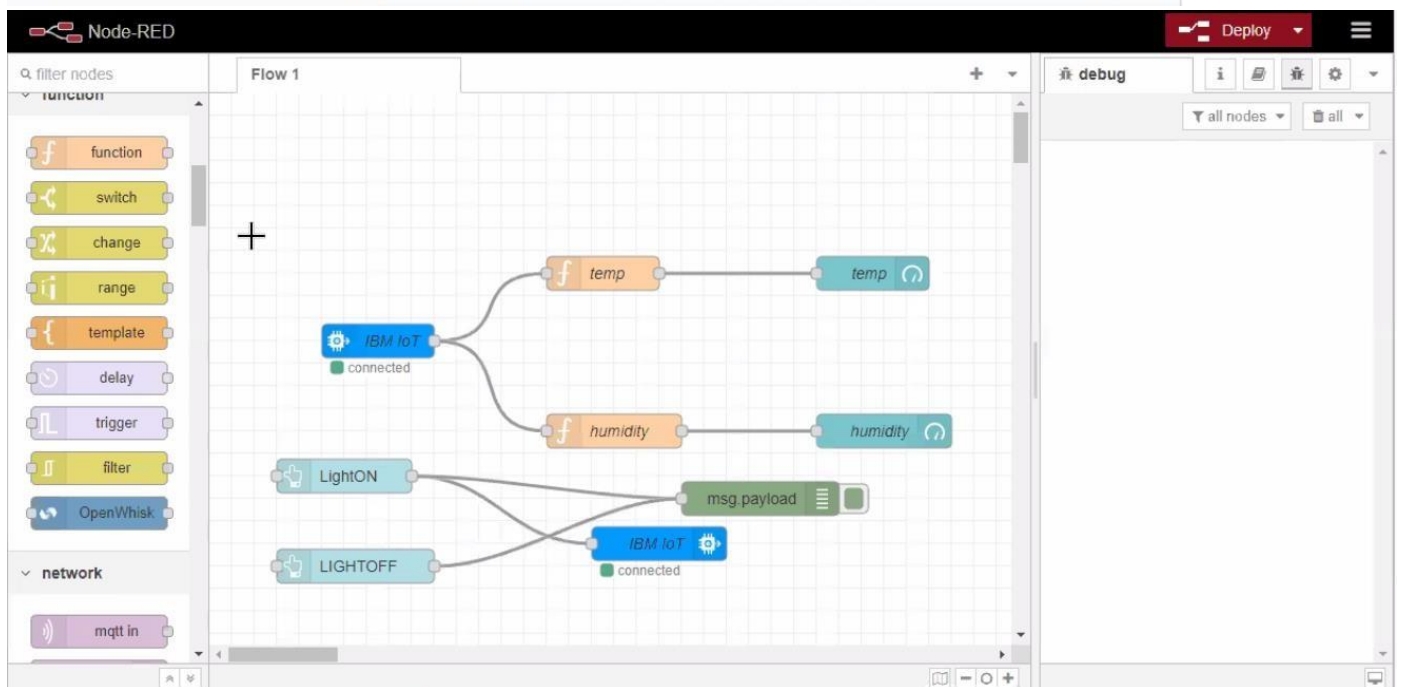 Node-RED
Deploy
filter nodes
Flow 1
debug
i
all nodes
all
function
function
switch
change
range
template
delay
trigger
filter
OpenWhisk
network
mqtt in
temp
temp
IBM IoT
connected
humidity
humidity
LightON
msg.payload
IBM IoT
connected
LIGHTOFF